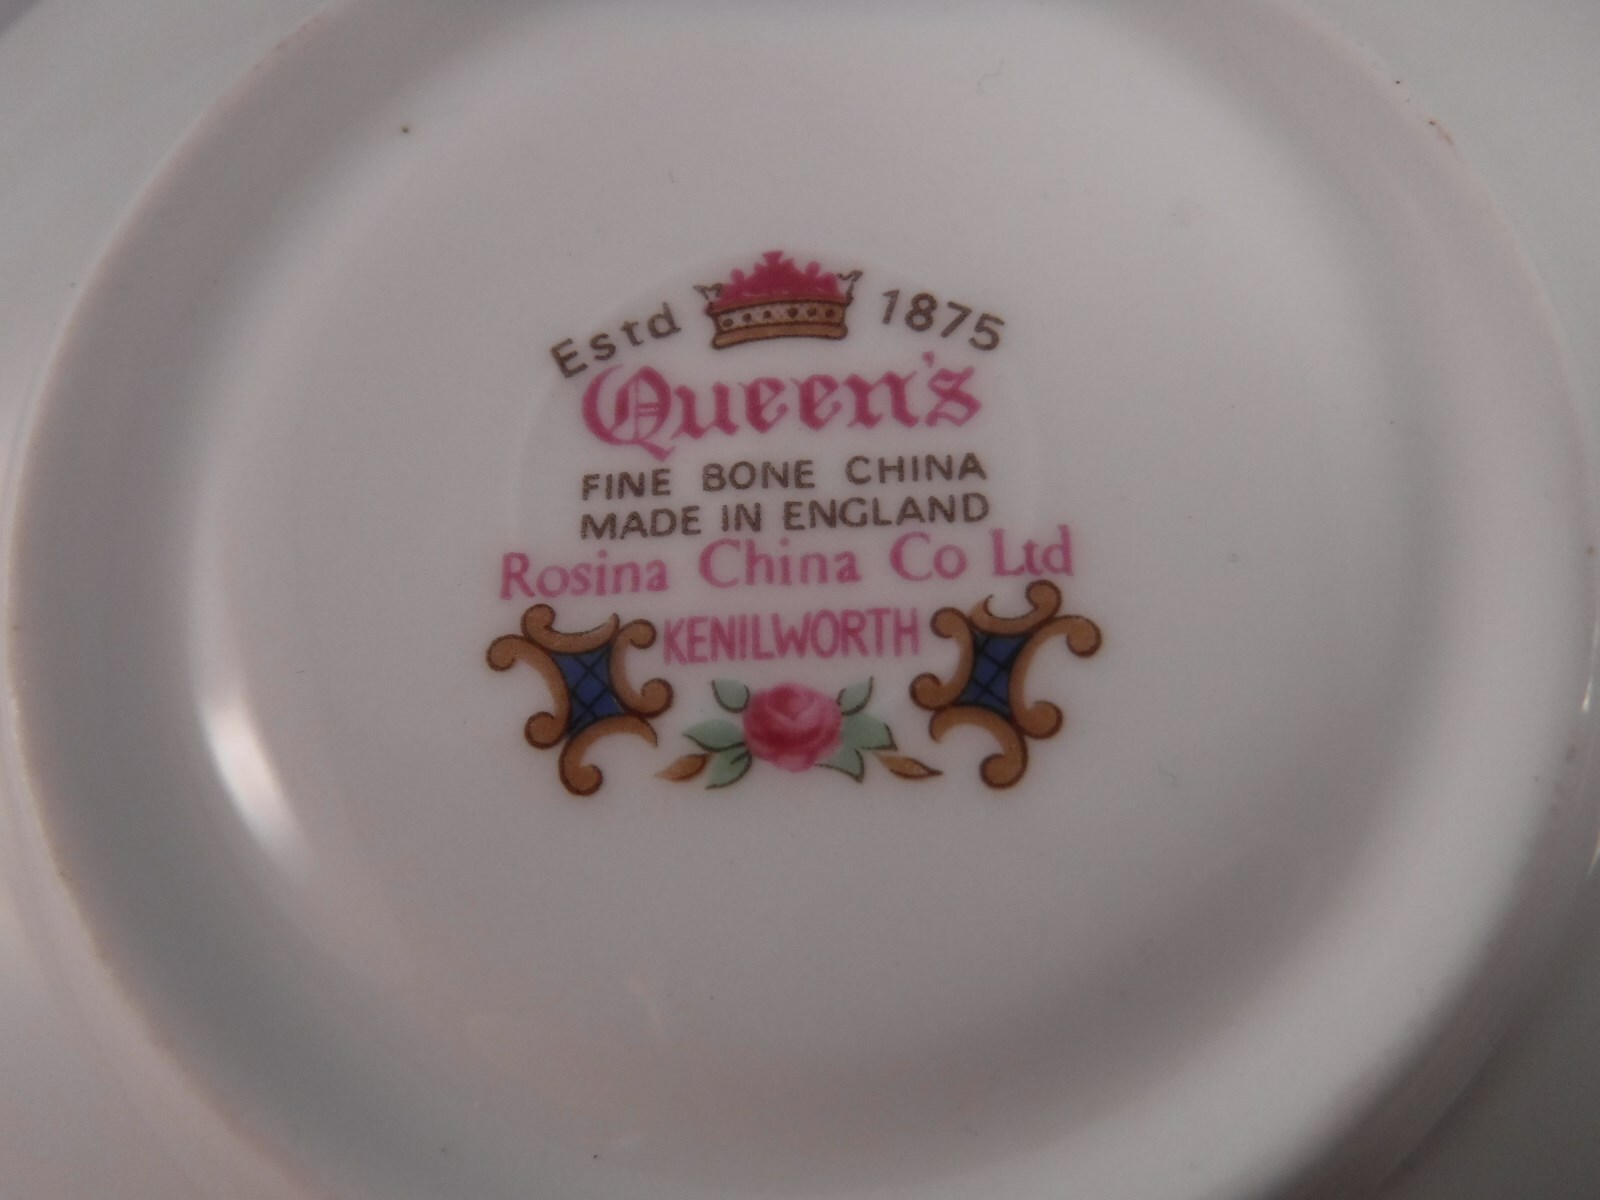 Estd 1875
Queen's
FINE BONE CHINA
MADE IN ENGLAND
Rosina China Co Ltd
KENILWORTH